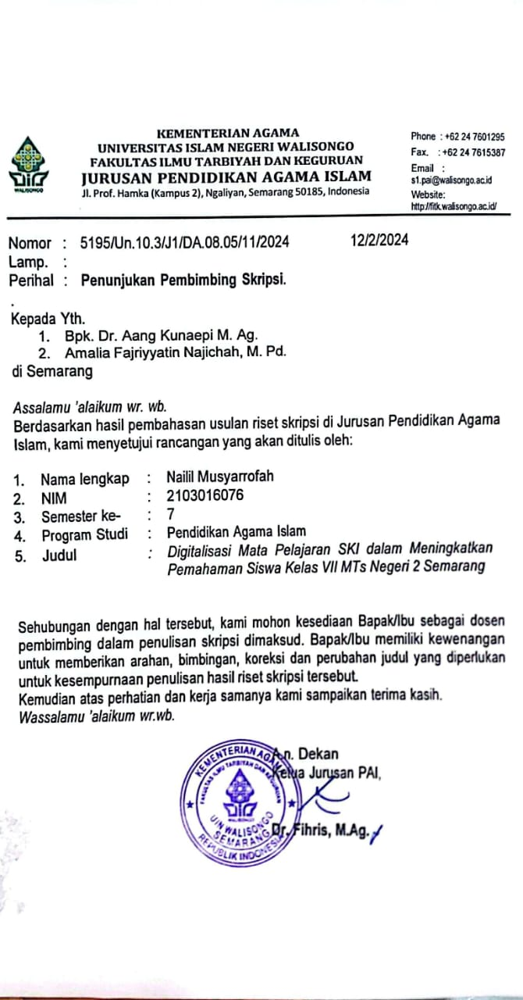 KEMENTERIAN AGAMA
UNIVERSITAS ISLAM NEGERI WALISONGO
FAKULTAS ILMU TARBIYAH DAN KEGURUAN
JURUSAN PENDIDIKAN AGAMA ISLAM
Jl. Prof. Hamka (Kampus 2), Ngaliyan, Semarang 50185, Indonesia
WALISONGO
Phone : +62 24 7601295
Fax. : +62 24 7615387
Email :
s1.pai@walisongo.ac.id
Website:
http://fitk.walisongo.ac.id/
Nomor : 5195/Un.10.3/J1/DA.08.05/11/2024 12/2/2024
Lamp. :
Perihal : Penunjukan Pembimbing Skripsi.
.
Kepada Yth.
1. Bpk. Dr. Aang Kunaepi M. Ag.
2. Amalia Fajriyyatin Najichah, M. Pd.
di Semarang
Assalamu 'alaikum wr. wb.
Berdasarkan hasil pembahasan usulan riset skripsi di Jurusan Pendidikan Agama
Islam, kami menyetujui rancangan yang akan ditulis oleh:
1. Nama lengkap : Nailil Musyarrofah
2. NIM : 2103016076
3. Semester ke- : 7
4. Program Studi : Pendidikan Agama Islam
5. Judul : Digitalisasi Mata Pelajaran SKI dalam Meningkatkan
Pemahaman Siswa Kelas VII MTs Negeri 2 Semarang
Sehubungan dengan hal tersebut, kami mohon kesediaan Bapak/Ibu sebagai dosen
pembimbing dalam penulisan skripsi dimaksud. Bapak/Ibu memiliki kewenangan
untuk memberikan arahan, bimbingan, koreksi dan perubahan judul yang diperlukan
untuk kesempurnaan penulisan hasil riset skripsi tersebut.
Kemudian atas perhatian dan kerja samanya kami sampaikan terima kasih.
Wassalamu 'alaikum wr.wb.
An. Dekan
Ketua Jurusan PAI,
Dr. Fihris, M.Ag.
KEMENTERIAN AGAMA
FAKULTAS ILMU TARBIYAH DAN KEGURUAN
UIN WALISONGO
SEMARANG
REPUBLIK INDONESIA